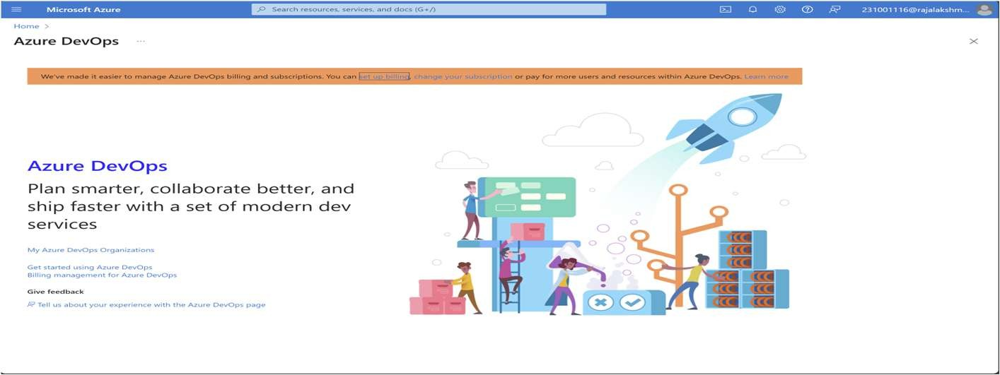 Microsoft Azure
Search resources, services, and docs (G+/)
231001116@rajalakshm...
Home >
Azure DevOps ...
We've made it easier to manage Azure DevOps billing and subscriptions. You can set up billing, change your subscription or pay for more users and resources within Azure DevOps. Learn more
Azure DevOps
Plan smarter, collaborate better, and
ship faster with a set of modern dev
services
My Azure DevOps Organizations
Get started using Azure DevOps
Billing management for Azure DevOps
Give feedback
Tell us about your experience with the Azure DevOps page